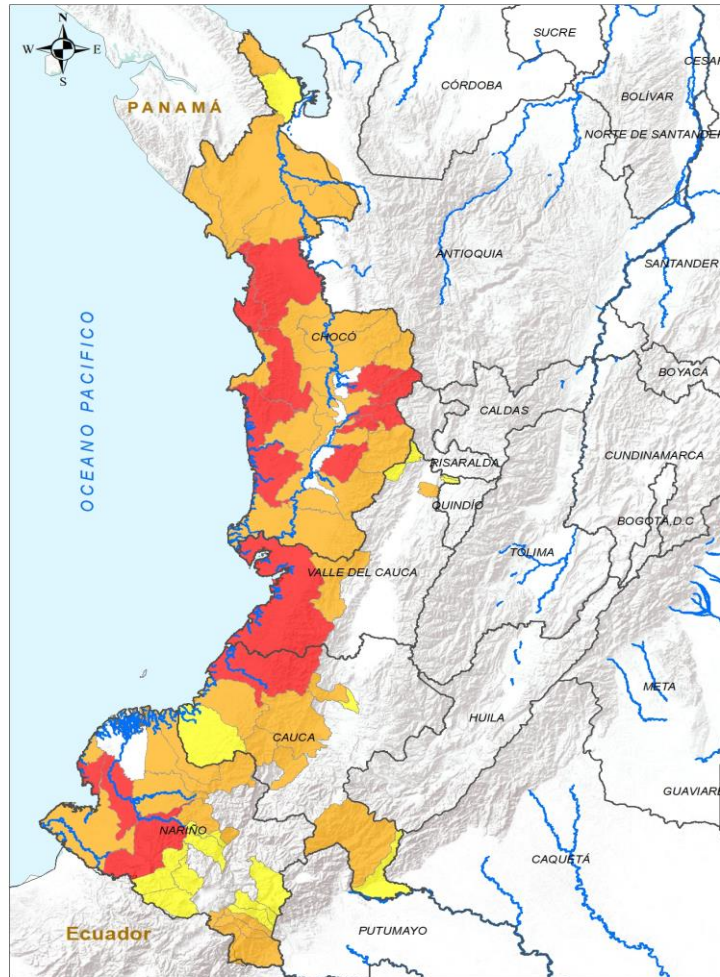 N
W E
S
SUCRE
CESAR
CÓRDOBA
BOLÍVAR
PANAMÁ
NORTE DE SANTANDER
ANTIOQUIA
SANTANDER
OCEANO PACIFICO
CHOCÓ
BOYACA
CALDAS
CUNDINAMARCA
RISARALDA
QUINDÍO
BOGOTÁ, D.C
TOLIMA
VALLE DEL CAUCA
META
HUILA
CAUCA
GUAVIARE
NARIÑO
CAQUETÁ
Ecuador
PUTUMAYO